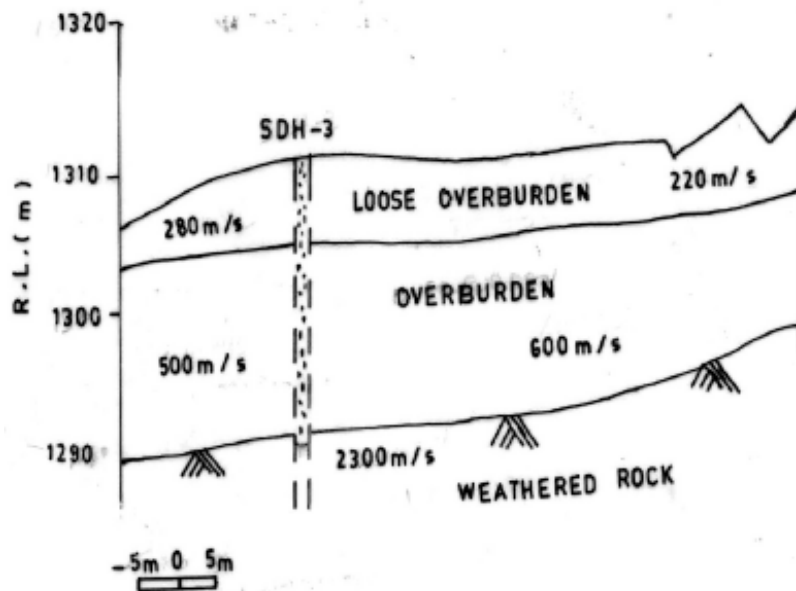 1320
SDH-3
1310
LOOSE OVERBURDEN
220 m/s
280 m/s
R.L.(m)
OVERBURDEN
1300
500 m/s
600 m/s
1290
2300 m/s
WEATHERED ROCK
-5m 0 5m